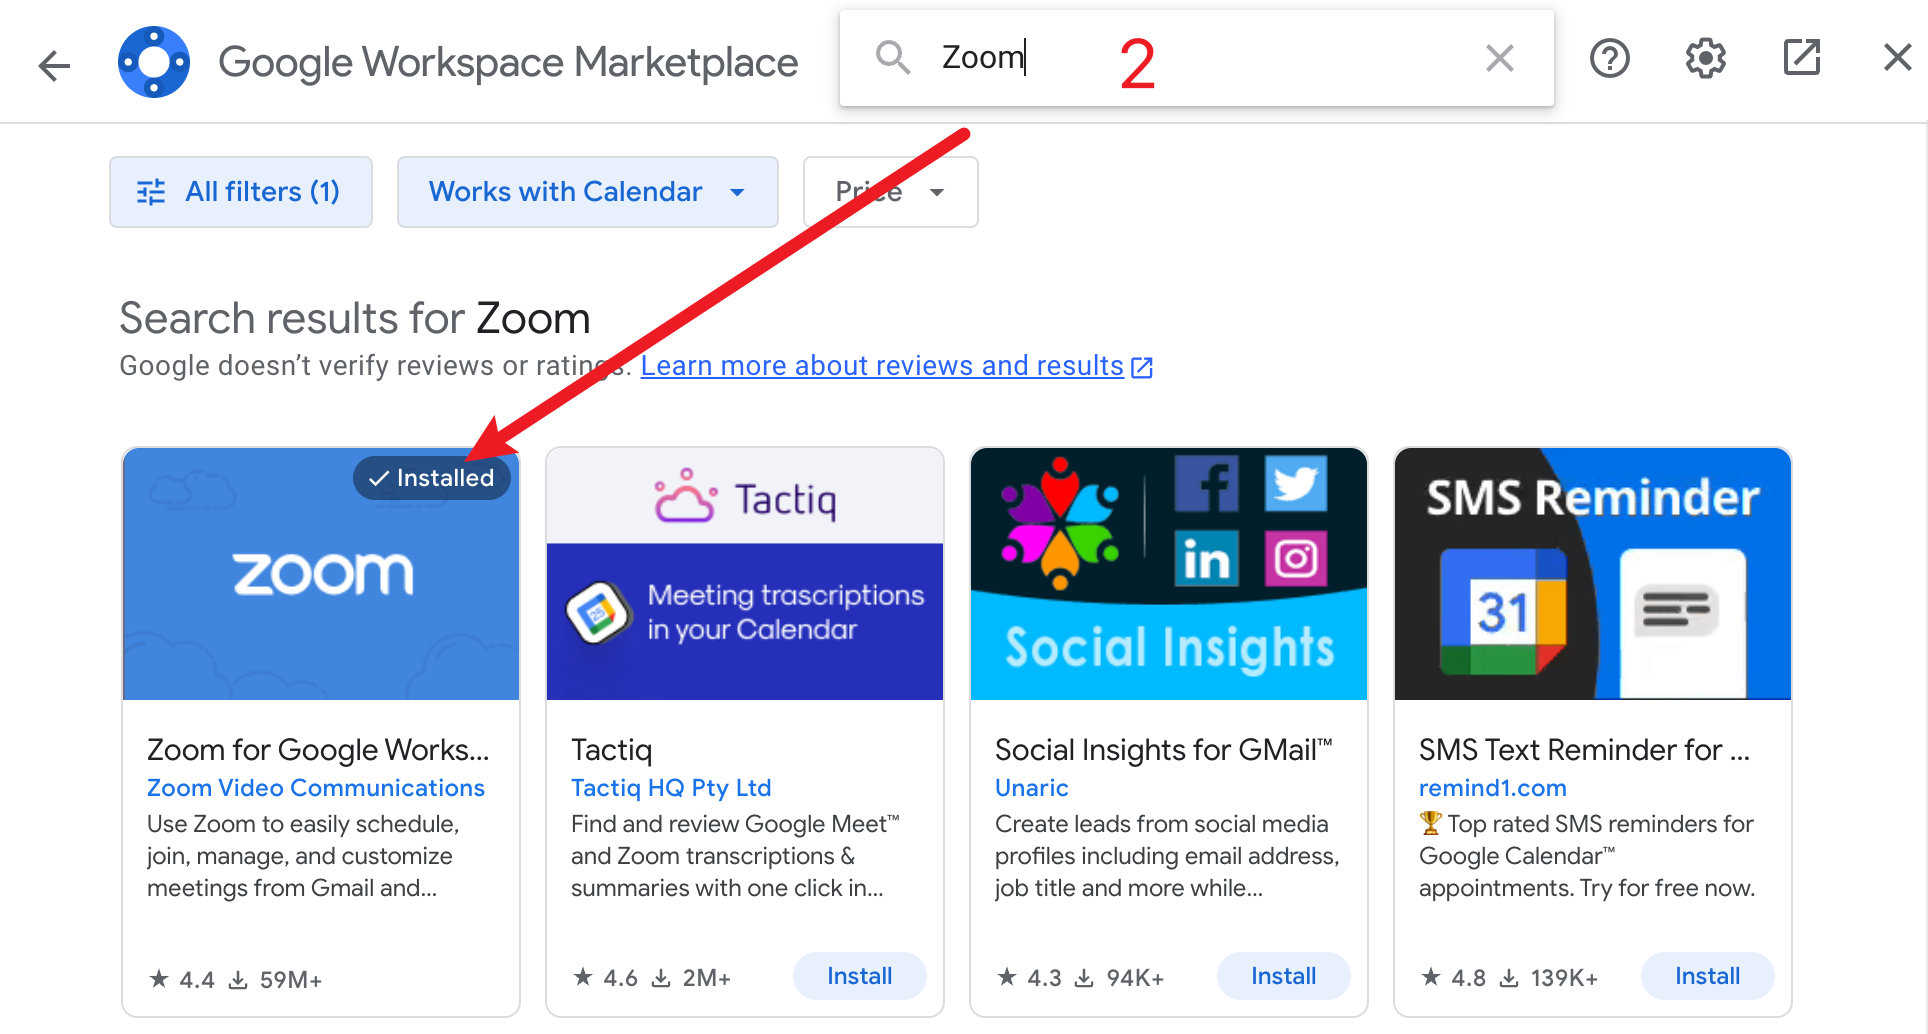 Google Workspace Marketplace
Zoom
2
All filters (1)
Works with Calendar
Price
Search results for Zoom
Google doesn’t verify reviews or ratings. Learn more about reviews and results
Installed
zoom
Zoom for Google Works...
Zoom Video Communications
Use Zoom to easily schedule,
join, manage, and customize
meetings from Gmail and...
4.4 59M+
Tactiq
Meeting trascriptions
in your Calendar
Tactiq
Tactiq HQ Pty Ltd
Find and review Google Meet™
and Zoom transcriptions &
summaries with one click in...
4.6 2M+ Install
f
in
Social Insights
Social Insights for GMail™
Unaric
Create leads from social media
profiles including email address,
job title and more while...
4.3 94K+ Install
SMS Reminder
31
SMS Text Reminder for ...
remind1.com
🏆 Top rated SMS reminders for
Google Calendar™
appointments. Try for free now.
4.8 139K+ Install